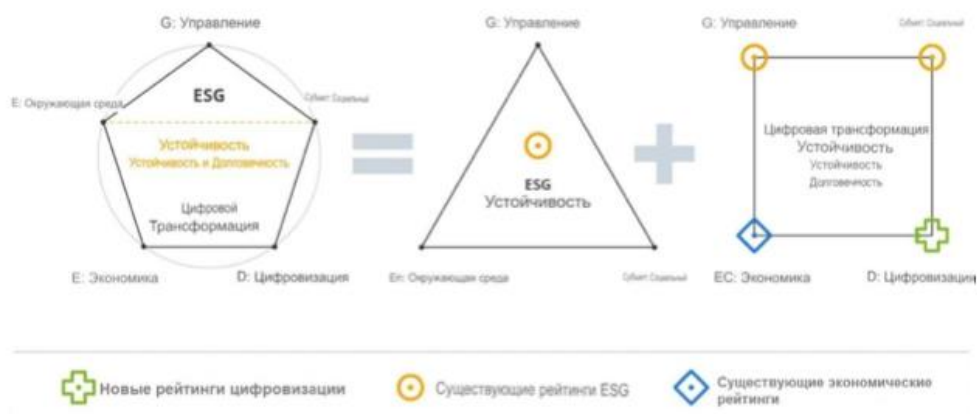 G: Управление
E: Окружающая среда
Субъект: Социальный
ESG
Устойчивость
Устойчивость и Долговечность
Цифровой
Трансформация
E: Экономика
D: Цифровизация
G: Управление
ESG
Устойчивость
En: Окружающая среда
Субъект: Социальный
G: Управление
Субъект: Социальный
Цифровая трансформация
Устойчивость
Устойчивость
Долговечность
EC: Экономика
D: Цифровизация
Новые рейтинги цифровизации
Существующие рейтинги ESG
Существующие экономические
рейтинги